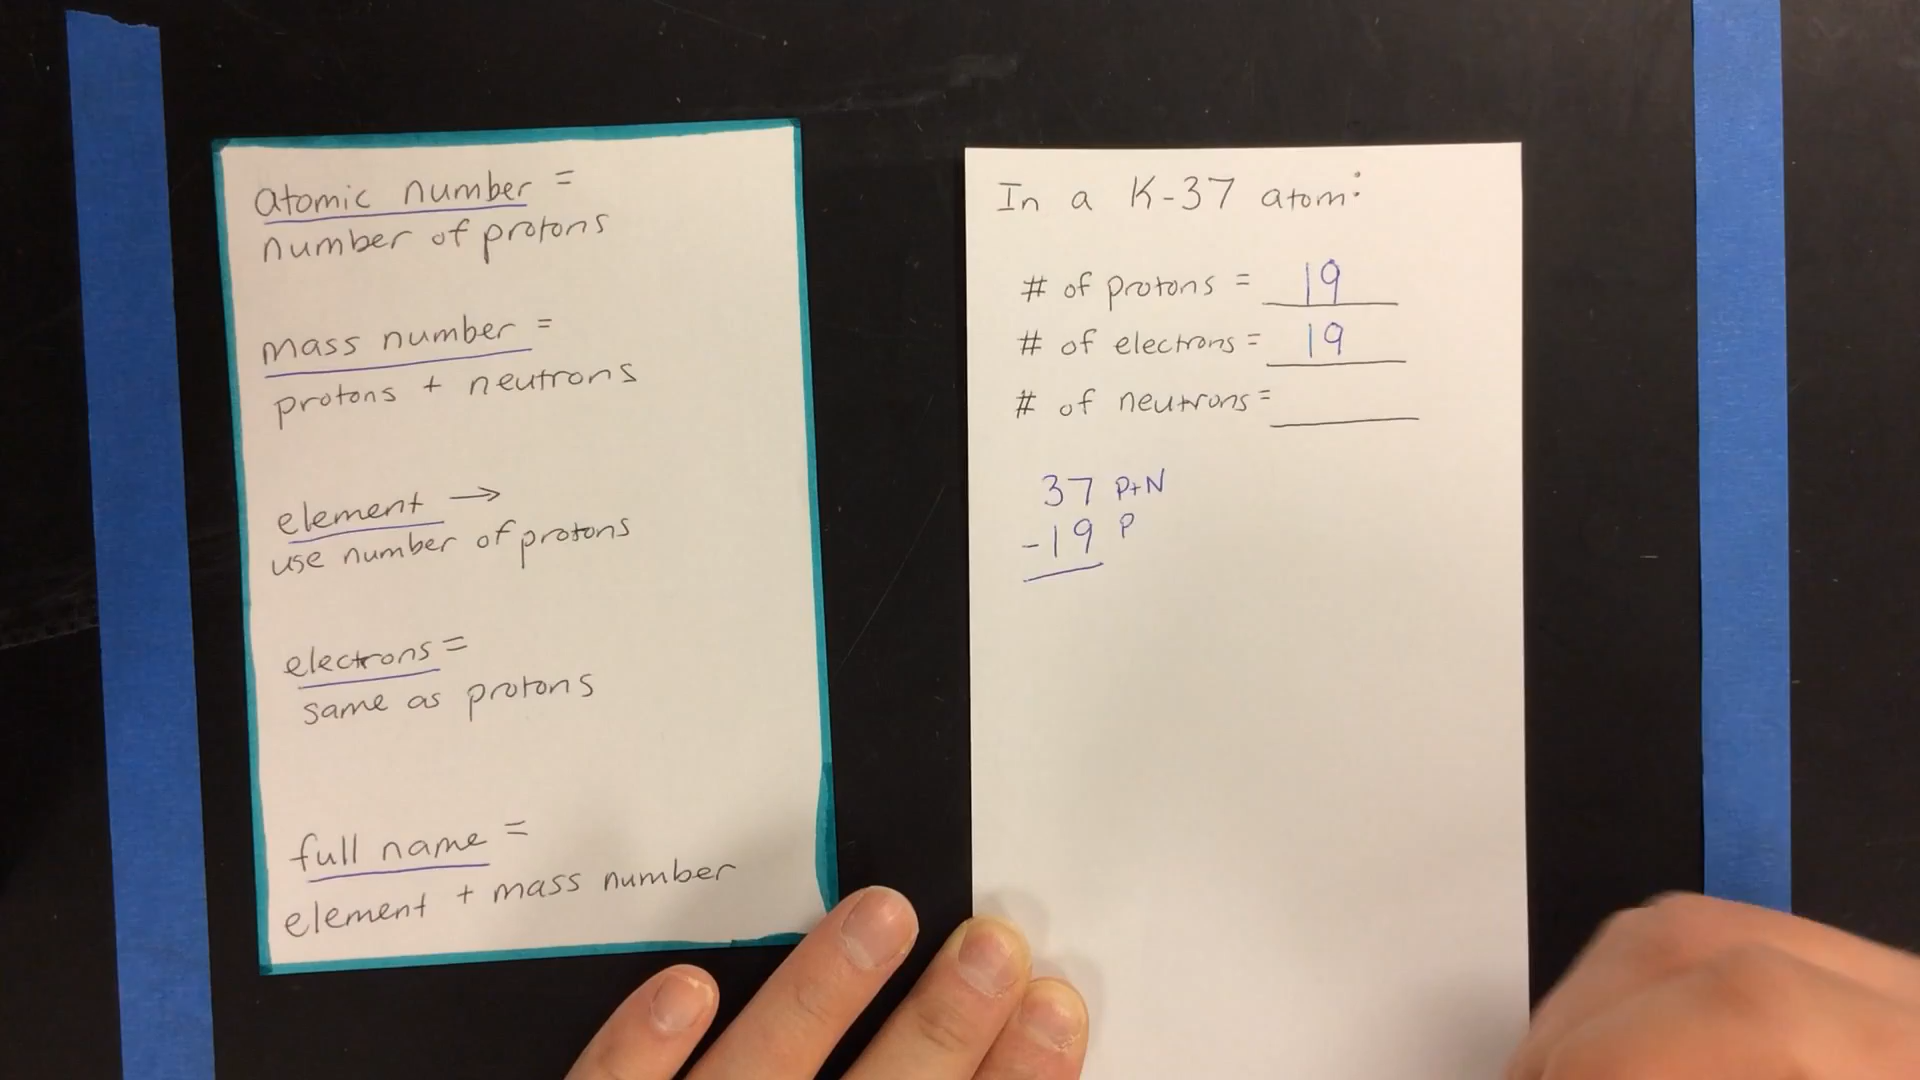 atomic number =
number of protons
mass number =
protons + neutrons
element →
use number of protons
electrons =
same as protons
full name =
element + mass number
In a K-37 atom:
# of protons = 19
# of electrons = 19
# of neutrons = ____
37 P+N
-19 P